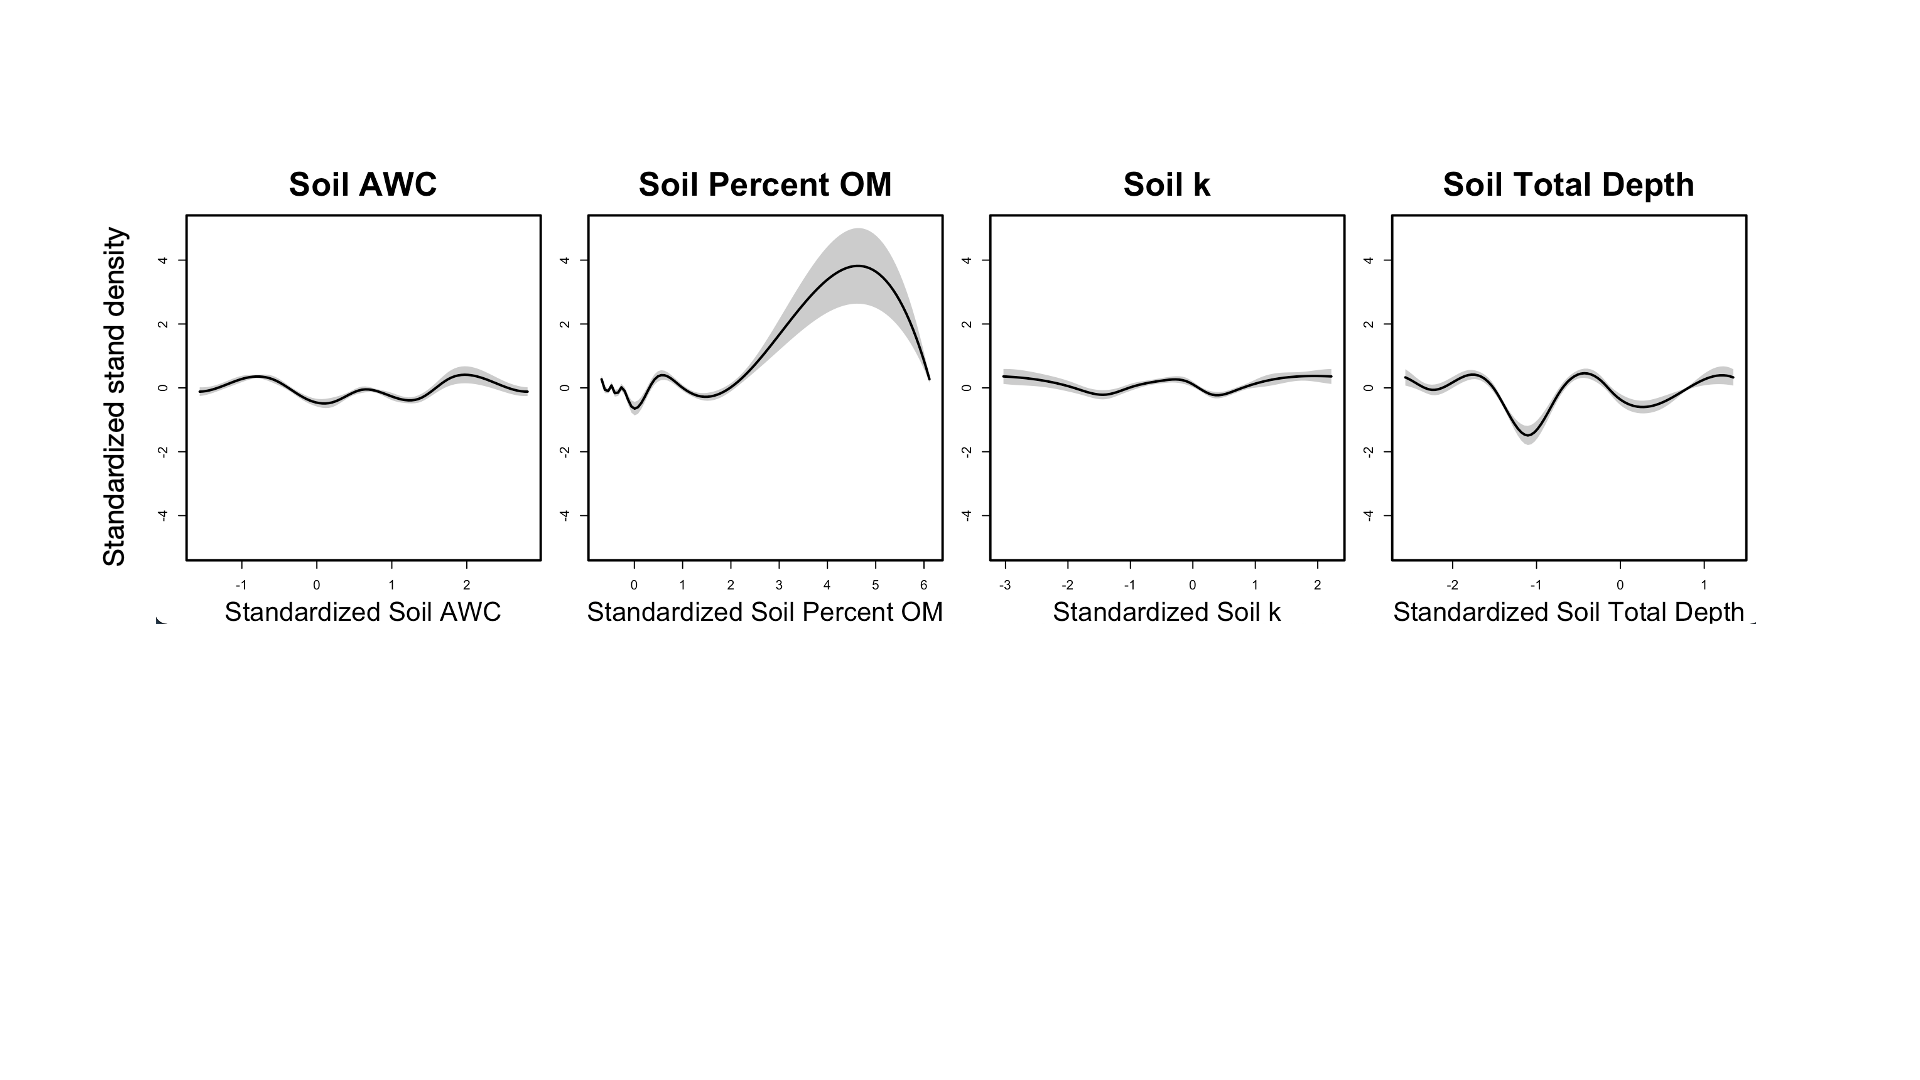 Soil AWC
Soil Percent OM
Soil k
Soil Total Depth
Standardized stand density
4
2
0
-2
-4
4
2
0
-2
-4
4
2
0
-2
-4
4
2
0
-2
-4
-1 0 1 2
0 1 2 3 4 5 6
-3 -2 -1 0 1 2
-2 -1 0 1
Standardized Soil AWC
Standardized Soil Percent OM
Standardized Soil k
Standardized Soil Total Depth